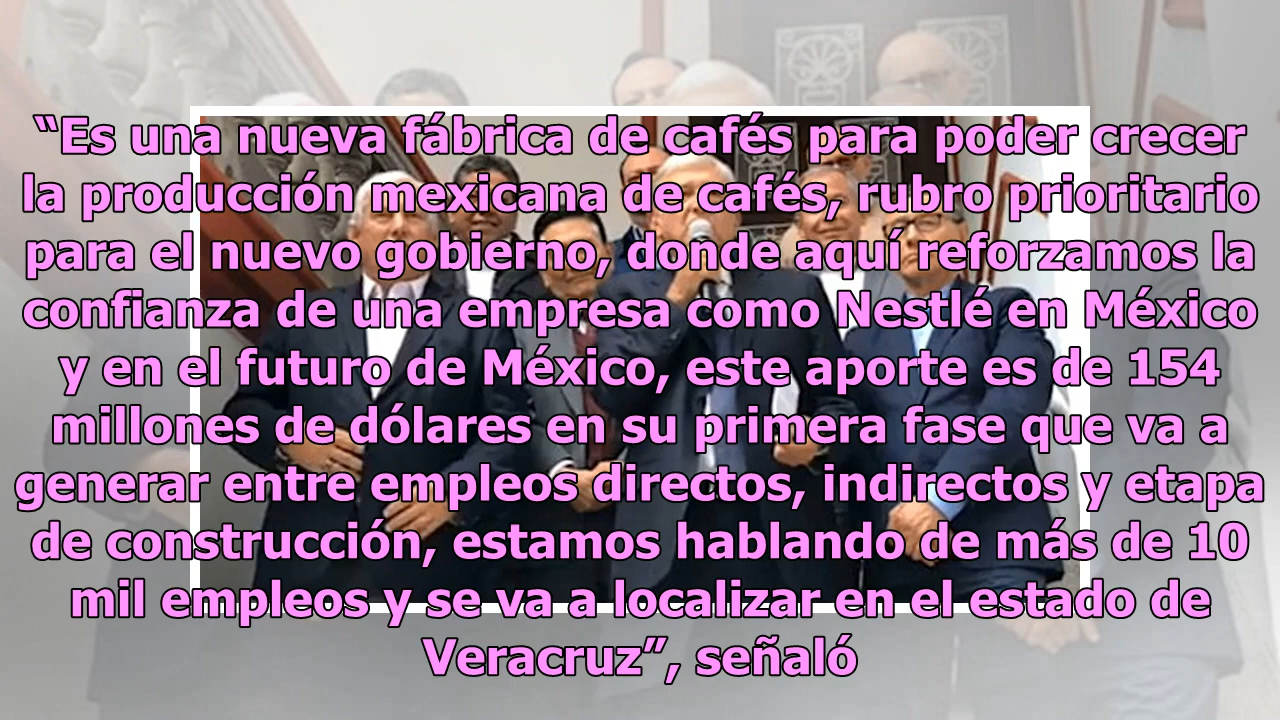 “Es una nueva fábrica de cafés para poder crecer
la producción mexicana de cafés, rubro prioritario
para el nuevo gobierno, donde aquí reforzamos la
confianza de una empresa como Nestlé en México
y en el futuro de México, este aporte es de 154
millones de dólares en su primera fase que va a
generar entre empleos directos, indirectos y etapa
de construcción, estamos hablando de más de 10
mil empleos y se va a localizar en el estado de
Veracruz”, señaló